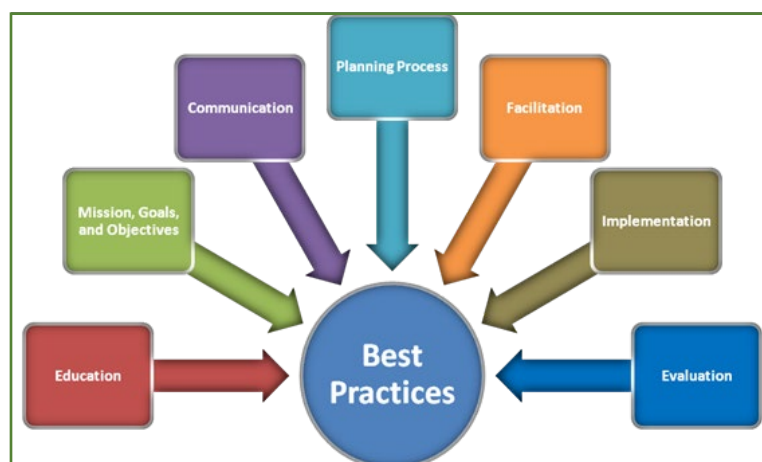 Planning Process
Communication
Facilitation
Mission, Goals,
and Objectives
Implementation
Education
Best
Practices
Evaluation